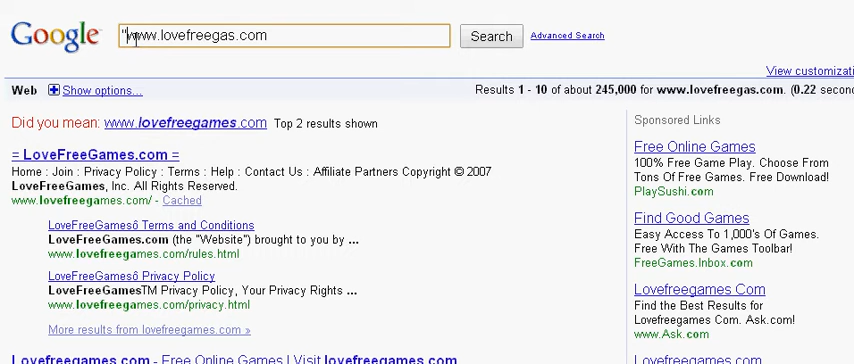 Google "www.lovefreegas.com Search Advanced Search
View customizati
Web Show options... Results 1 - 10 of about 245,000 for www.lovefreegas.com. (0.22 second
Did you mean: www.lovefreegames.com Top 2 results shown
= LoveFreeGames.com =
Home : Join : Privacy Policy : Terms : Help : Contact Us : Affiliate Partners Copyright © 2007
LoveFreeGames, Inc. All Rights Reserved.
www.lovefreegames.com/ - Cached
LoveFreeGamesô Terms and Conditions
LoveFreeGames.com (the "Website") brought to you by ...
www.lovefreegames.com/rules.html
LoveFreeGamesô Privacy Policy
LoveFreeGamesTM Privacy Policy, Your Privacy Rights ...
www.lovefreegames.com/privacy.html
More results from lovefreegames.com »
Lovefreegames.com - Free Online Games | Visit lovefreegames.com
Sponsored Links
Free Online Games
100% Free Game Play. Choose From
Tons Of Free Games. Free Download!
PlaySushi.com
Find Good Games
Easy Access To 1,000's Of Games.
Free With The Games Toolbar!
FreeGames.Inbox.com
Lovefreegames Com
Find the Best Results for
Lovefreegames Com. Ask.com!
www.Ask.com
Lovefreegames.com